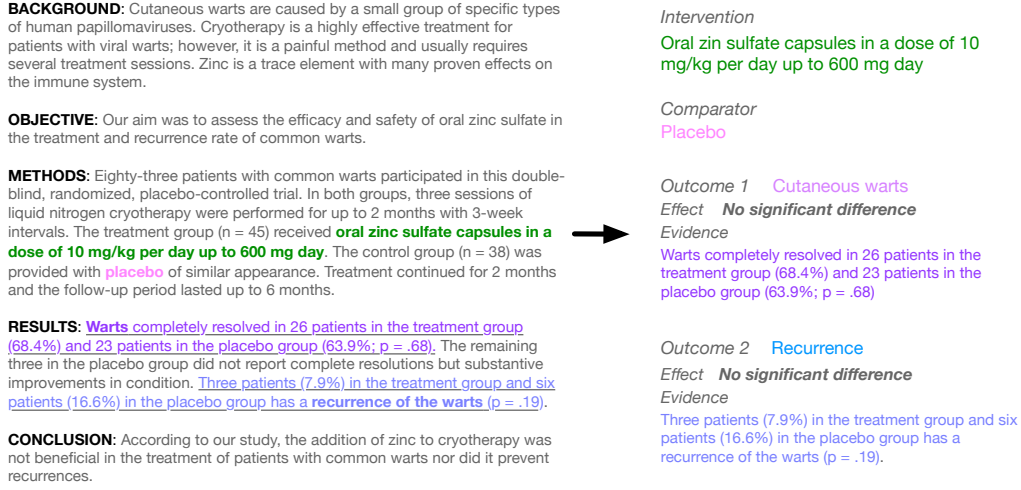 BACKGROUND: Cutaneous warts are caused by a small group of specific types
of human papillomaviruses. Cryotherapy is a highly effective treatment for
patients with viral warts; however, it is a painful method and usually requires
several treatment sessions. Zinc is a trace element with many proven effects on
the immune system.
OBJECTIVE: Our aim was to assess the efficacy and safety of oral zinc sulfate in
the treatment and recurrence rate of common warts.
METHODS: Eighty-three patients with common warts participated in this double-
blind, randomized, placebo-controlled trial. In both groups, three sessions of
liquid nitrogen cryotherapy were performed for up to 2 months with 3-week
intervals. The treatment group (n = 45) received oral zinc sulfate capsules in a
dose of 10 mg/kg per day up to 600 mg day. The control group (n = 38) was
provided with placebo of similar appearance. Treatment continued for 2 months
and the follow-up period lasted up to 6 months.
RESULTS: Warts completely resolved in 26 patients in the treatment group
(68.4%) and 23 patients in the placebo group (63.9%; p = .68). The remaining
three in the placebo group did not report complete resolutions but substantive
improvements in condition. Three patients (7.9%) in the treatment group and six
patients (16.6%) in the placebo group has a recurrence of the warts (p = .19).
CONCLUSION: According to our study, the addition of zinc to cryotherapy was
not beneficial in the treatment of patients with common warts nor did it prevent
recurrences.
Intervention
Oral zin sulfate capsules in a dose of 10
mg/kg per day up to 600 mg day
Comparator
Placebo
Outcome 1 Cutaneous warts
Effect No significant difference
Evidence
Warts completely resolved in 26 patients in the
treatment group (68.4%) and 23 patients in the
placebo group (63.9%; p = .68)
Outcome 2 Recurrence
Effect No significant difference
Evidence
Three patients (7.9%) in the treatment group and six
patients (16.6%) in the placebo group has a
recurrence of the warts (p = .19).